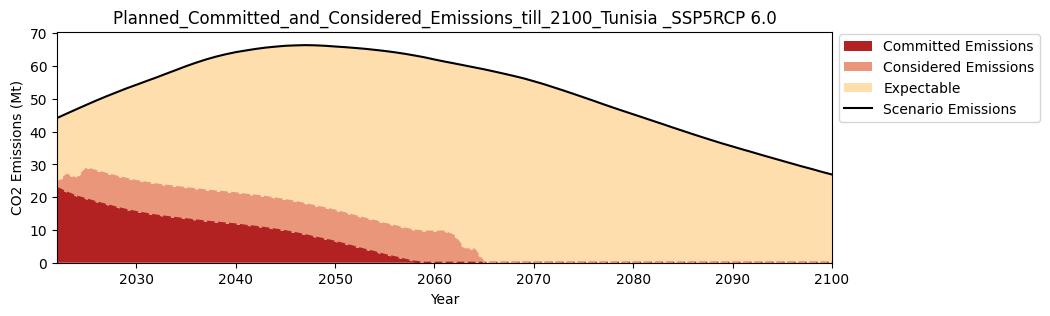 Planned_Committed_and_Considered_Emissions_till_2100_Tunisia _SSP5RCP 6.0
Committed Emissions
Considered Emissions
Expectable
Scenario Emissions
CO2 Emissions (Mt)
70
60
50
40
30
20
10
0
2030 2040 2050 2060 2070 2080 2090 2100
Year